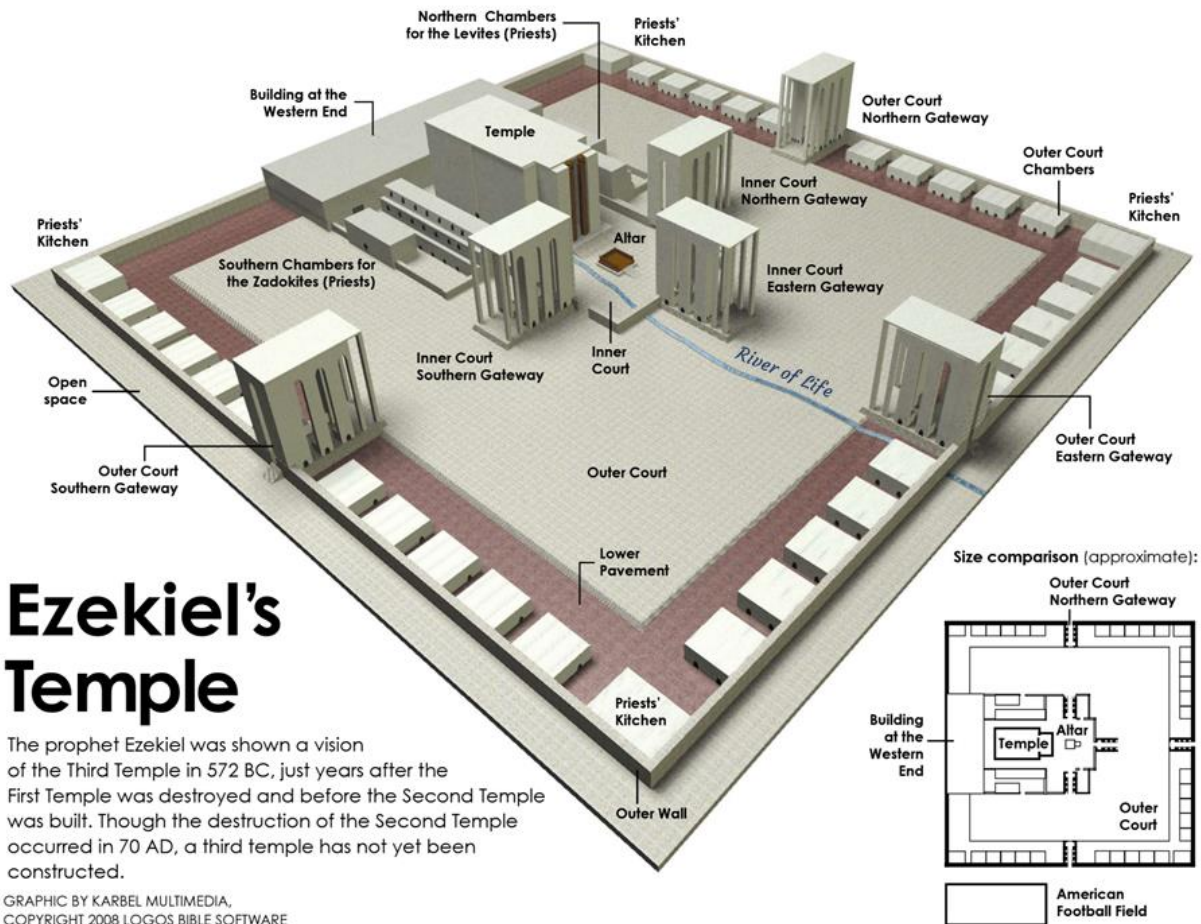 Northern Chambers
for the Levites (Priests)
Priests'
Kitchen
Building at the
Western End
Temple
Outer Court
Northern Gateway
Outer Court
Chambers
Inner Court
Northern Gateway
Priests'
Kitchen
Priests'
Kitchen
Altar
Southern Chambers for
the Zadokites (Priests)
Inner Court
Eastern Gateway
Inner Court
Southern Gateway
Inner
Court
River of Life
Open
space
Outer Court
Eastern Gateway
Outer Court
Southern Gateway
Outer Court
Lower
Pavement
Priests'
Kitchen
Outer Wall
Ezekiel's
Temple
The prophet Ezekiel was shown a vision
of the Third Temple in 572 BC, just years after the
First Temple was destroyed and before the Second Temple
was built. Though the destruction of the Second Temple
occurred in 70 AD, a third temple has not yet been
constructed.
GRAPHIC BY KARBEL MULTIMEDIA,
COPYRIGHT 2008 LOGOS BIBLE SOFTWARE
Size comparison (approximate):
Outer Court
Northern Gateway
Building
at the
Western
End
Temple
Altar
Outer
Court
American
Football Field